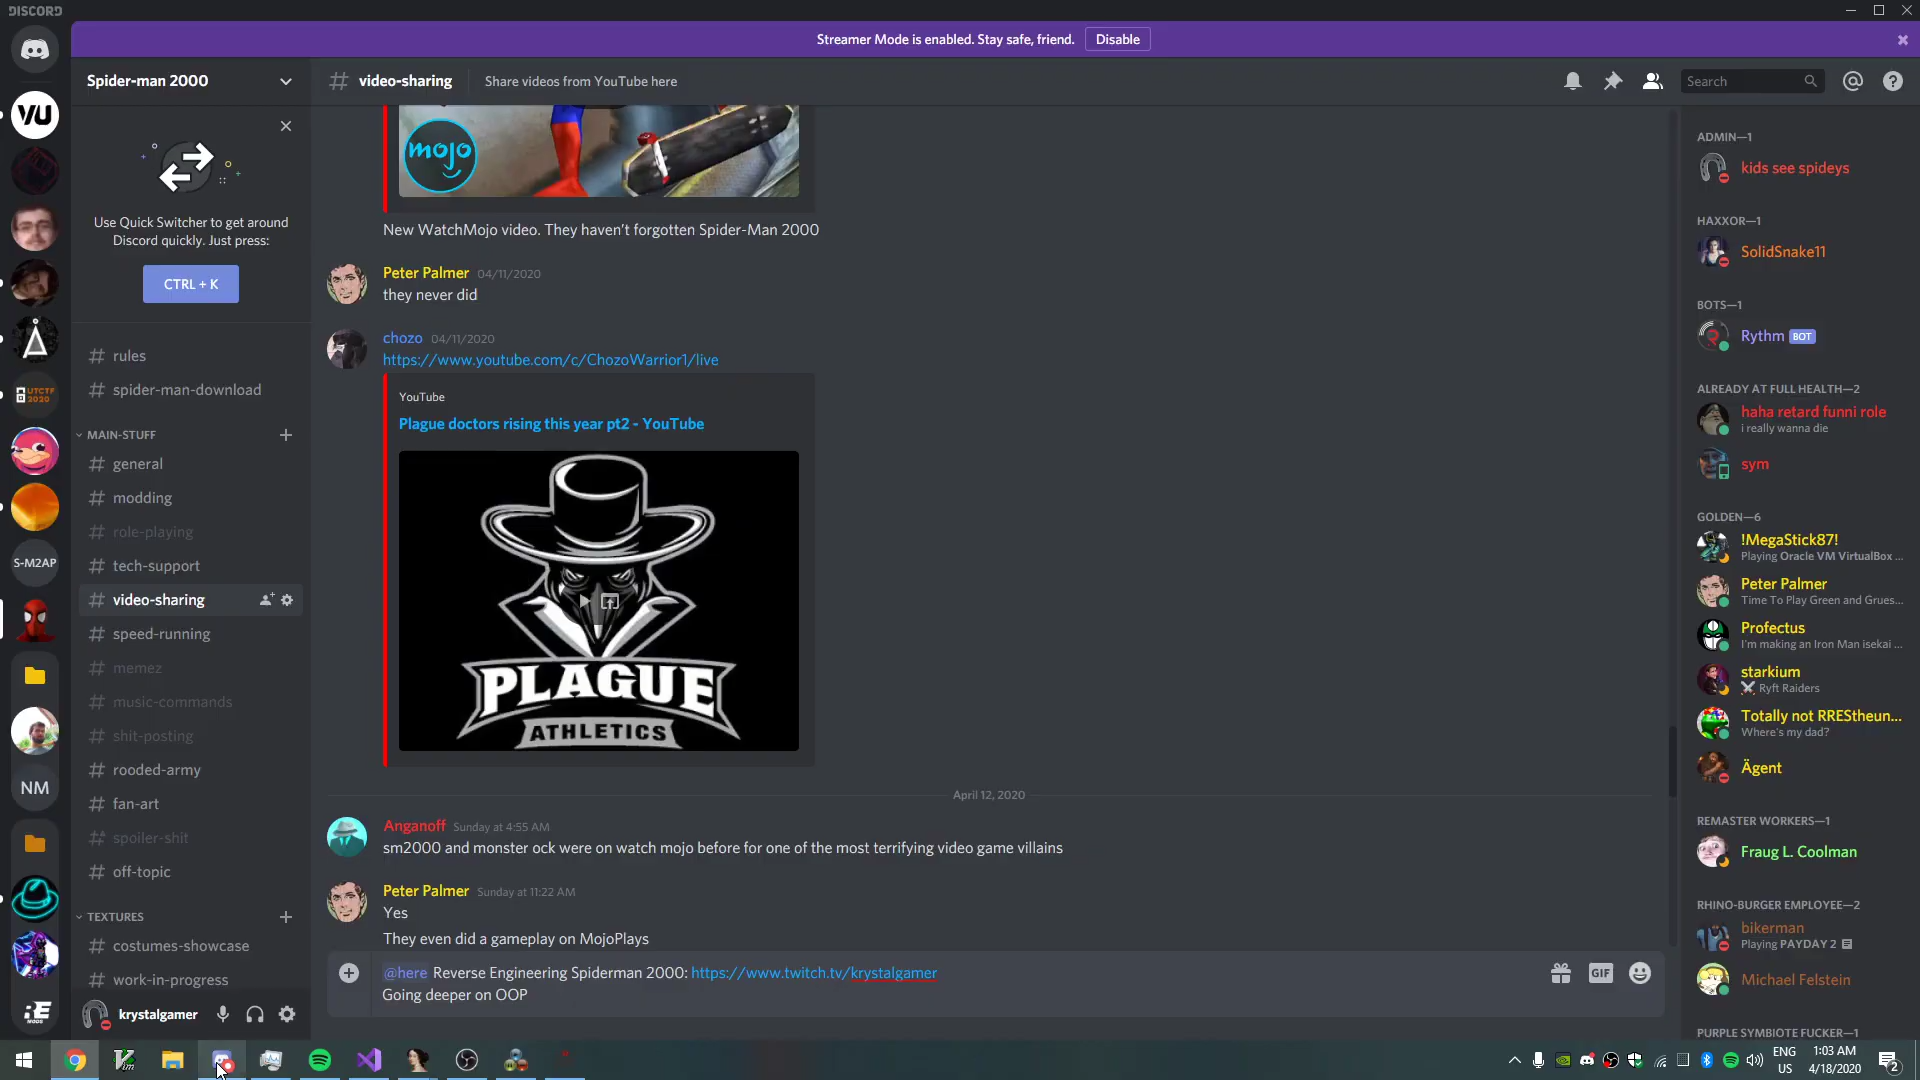 DISCORD
Streamer Mode is enabled. Stay safe, friend.
Disable
Spider-man 2000
video-sharing
Share videos from YouTube here
Search
VU
Use Quick Switcher to get around
Discord quickly. Just press:
CTRL + K
rules
spider-man-download
MAIN-STUFF
general
modding
role-playing
tech-support
video-sharing
speed-running
memez
music-commands
shit-posting
rooded-army
fan-art
spoiler-shit
off-topic
TEXTURES
costumes-showcase
work-in-progress
krystalgamer
UTCTF
2020
S-M2AP
NM
mojo
New WatchMojo video. They haven't forgotten Spider-Man 2000
Peter Palmer 04/11/2020
they never did
chozo 04/11/2020
https://www.youtube.com/c/ChozoWarrior1/live
YouTube
Plague doctors rising this year pt2 - YouTube
PLAGUE
ATHLETICS
April 12, 2020
Anganoff Sunday at 4:55 AM
sm2000 and monster ock were on watch mojo before for one of the most terrifying video game villains
Peter Palmer Sunday at 11:22 AM
Yes
They even did a gameplay on MojoPlays
@here Reverse Engineering Spiderman 2000: https://www.twitch.tv/krystalgamer
Going deeper on OOP
GIF
ADMIN—1
kids see spideys
HAXXOR—1
SolidSnake11
BOTS—1
Rythm BOT
ALREADY AT FULL HEALTH—2
haha retard funni role
i really wanna die
sym
GOLDEN—6
!MegaStick87!
Playing Oracle VM VirtualBox ...
Peter Palmer
Time To Play Green and Grues...
Profectus
I'm making an Iron Man isekai ...
starkium
Ryft Raiders
Totally not RREStheun...
Where's my dad?
Ägent
REMASTER WORKERS—1
Fraug L. Coolman
RHINO-BURGER EMPLOYEE—2
bikerman
Playing PAYDAY 2
Michael Felstein
PURPLE SYMBIOTE FUCKER—1
ENG
US
1:03 AM
4/18/2020
2